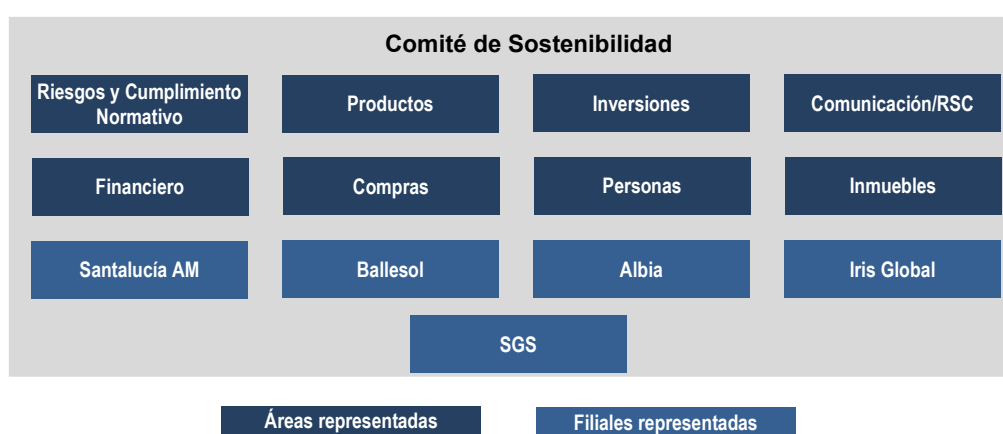 Comité de Sostenibilidad
Riesgos y Cumplimiento
Normativo
Productos
Inversiones
Comunicación/RSC
Financiero
Compras
Personas
Inmuebles
Santalucía AM
Ballesol
Albia
Iris Global
SGS
Áreas representadas
Filiales representadas